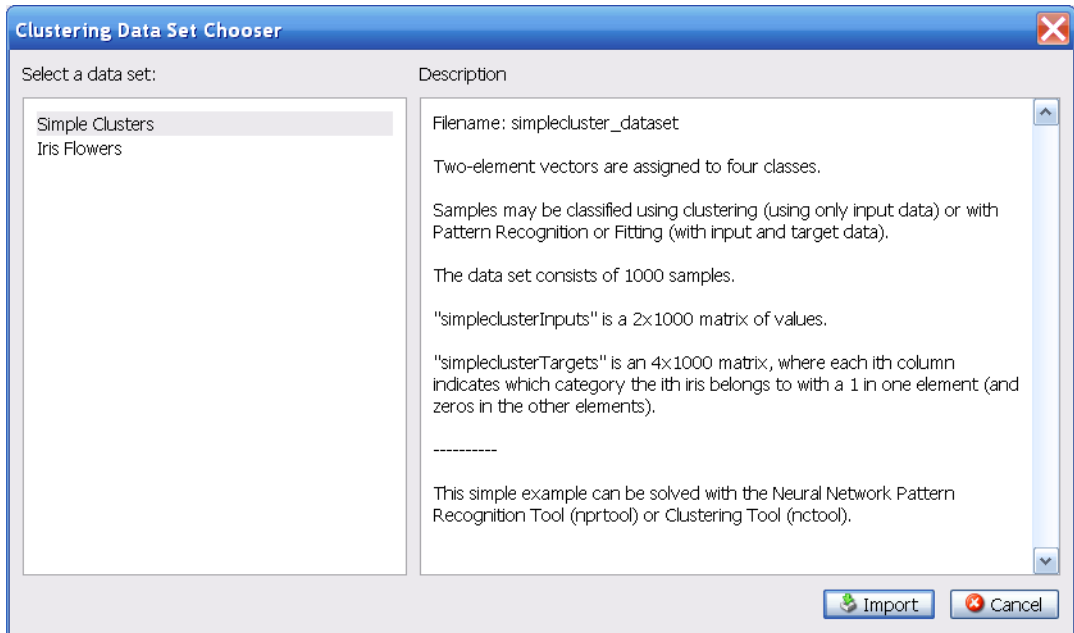 Clustering Data Set Chooser
Select a data set:
Simple Clusters
Iris Flowers
Description
Filename: simplecluster_dataset
Two-element vectors are assigned to four classes.
Samples may be classified using clustering (using only input data) or with
Pattern Recognition or Fitting (with input and target data).
The data set consists of 1000 samples.
"simpleclusterInputs" is a 2x1000 matrix of values.
"simpleclusterTargets" is an 4x1000 matrix, where each ith column
indicates which category the ith iris belongs to with a 1 in one element (and
zeros in the other elements).
----------
This simple example can be solved with the Neural Network Pattern
Recognition Tool (nprtool) or Clustering Tool (nctool).
Import
Cancel